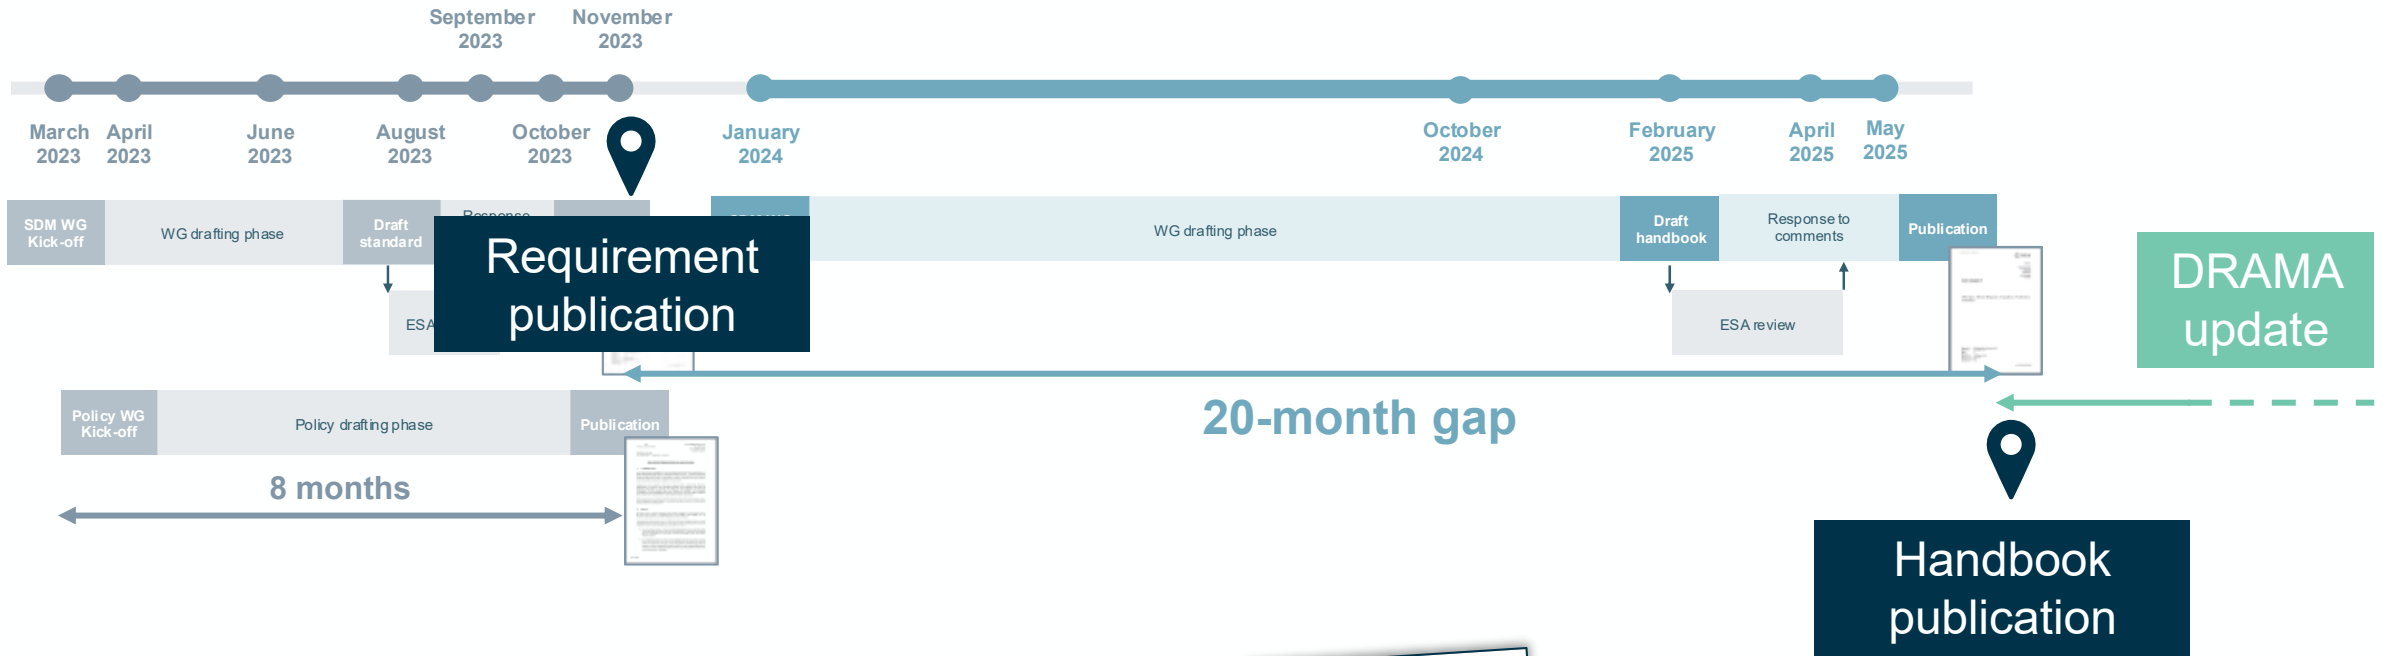 September
2023
November
2023
March
2023
April
2023
June
2023
August
2023
October
2023
January
2024
October
2024
February
2025
April
2025
May
2025
SDM WG
Kick-off
WG drafting phase
Draft
standard
Response
Requirement
publication
ESA
WG drafting phase
Draft
handbook
Response to
comments
Publication
ESA review
DRAMA
update
20-month gap
Policy WG
Kick-off
Policy drafting phase
Publication
8 months
Handbook
publication